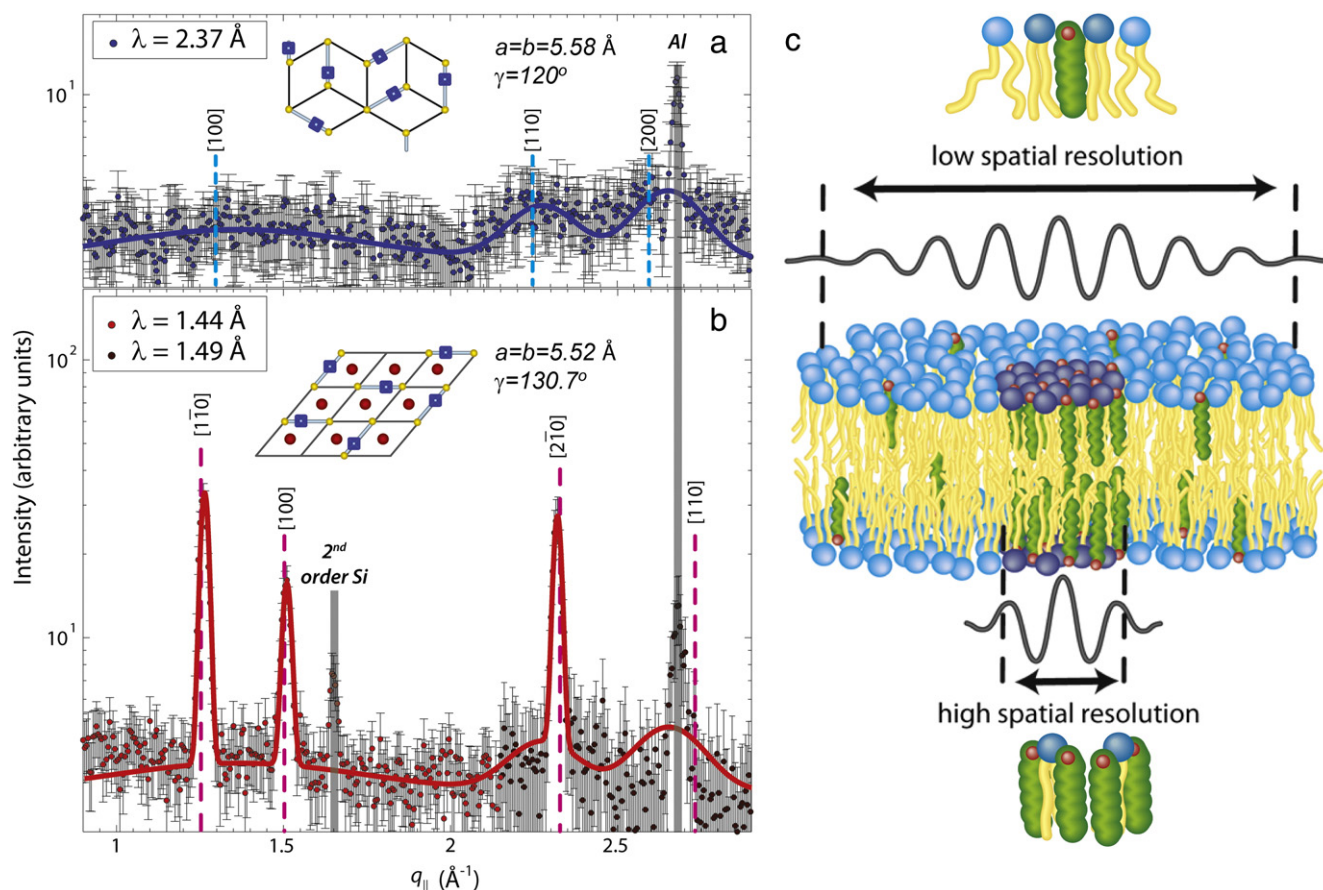 λ = 2.37 Å
a=b=5.58 Å
γ=120°
Al
a
10¹
[100]
[110]
[200]
λ = 1.44 Å
λ = 1.49 Å
a=b=5.52 Å
γ=130.7°
b
10²
10¹
[11̄0]
[100]
2nd
order Si
[21̄0]
[110]
Intensity (arbitrary units)
1
1.5
2
2.5
q|| (Å⁻¹)
c
low spatial resolution
high spatial resolution